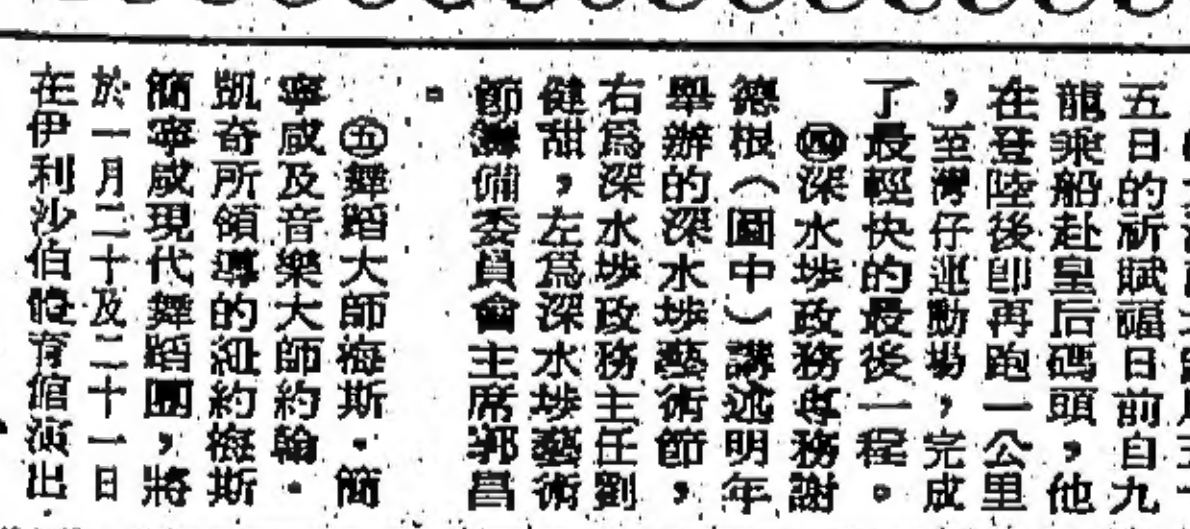 五日的祈賦福日前自九
龍乘船赴皇后碼頭，他
在登陸後即再跑一公里
，至灣仔運動場，完成
了最輕快的最後一程。
㊃深水埗政務專務謝
德根（圖中）講述明年
舉辦的深水埗藝術節，
右為深水埗政務主任劉
健甜，左為深水埗藝術
節籌備委員會主席郭昌
。
㊄舞蹈大師梅斯·簡
寧咸及音樂大師約翰·
凱奇所領導的紐約梅斯
簡寧咸現代舞蹈團，將
於一月二十及二十一日
在伊利沙伯體育館演出